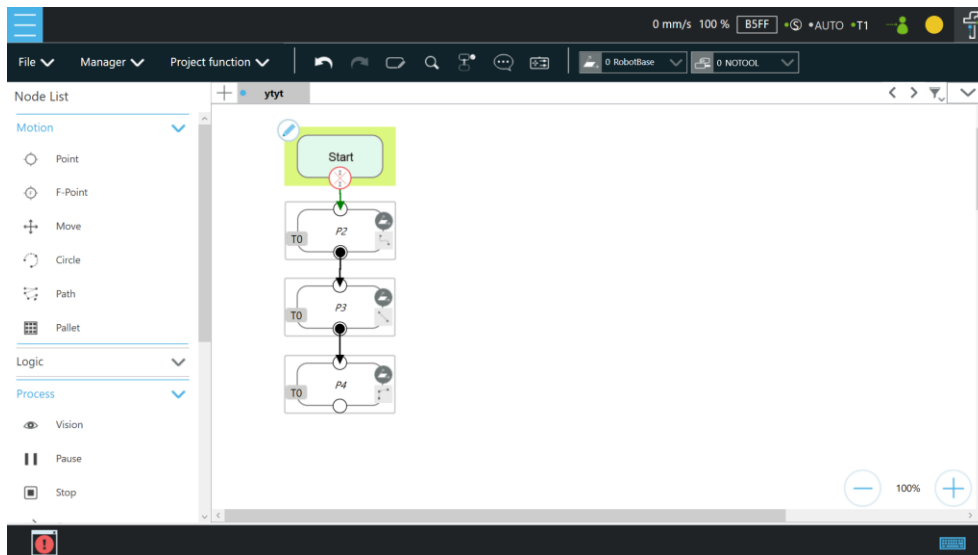 0 mm/s 100 % B5FF •Ⓢ •AUTO •T1
File Manager Project function 0 RobotBase 0 NOTOOL
Node List
ytyt
Motion
Point
F-Point
Move
Circle
Path
Pallet
Logic
Process
Vision
Pause
Stop
Start
P2
T0
P3
T0
P4
T0
100%